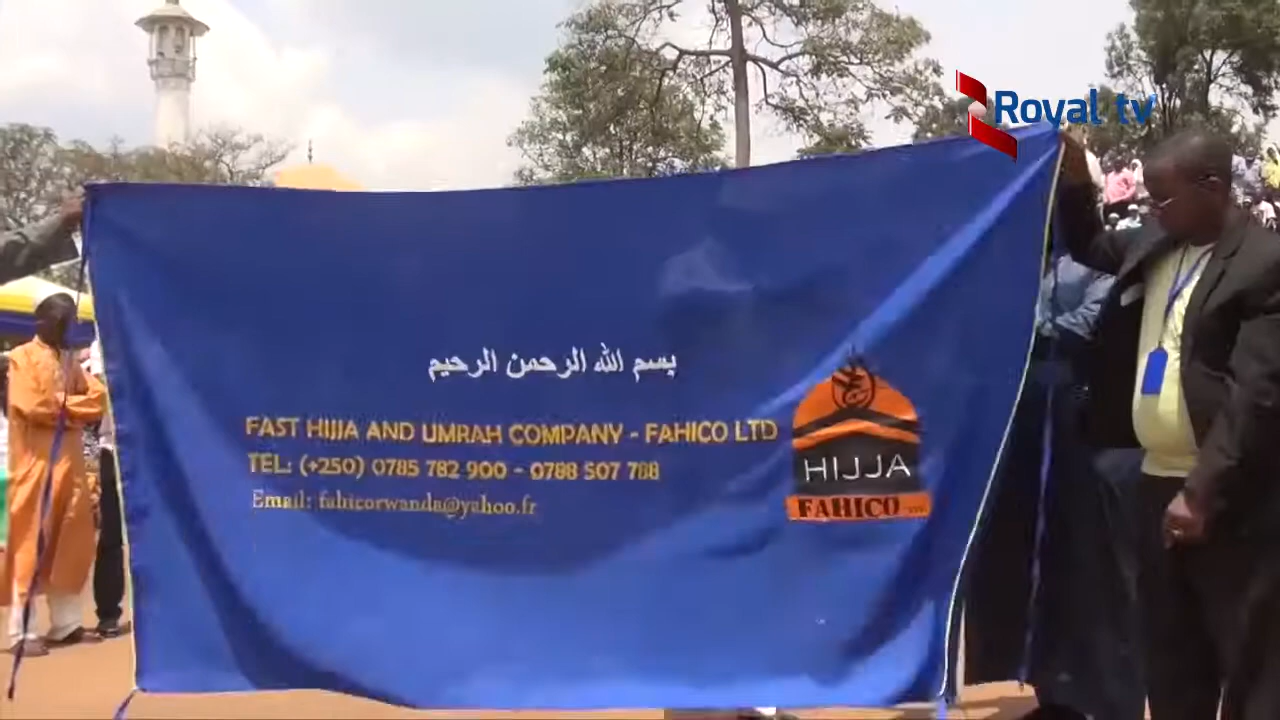 Royal tv
بسم الله الرحمن الرحيم
FAST HIJJA AND UMRAH COMPANY - FAHICO LTD
TEL: (+250) 0785 782 900 - 0788 507 788
Email: fahicorwanda@yahoo.fr
HIJJA
FAHICO